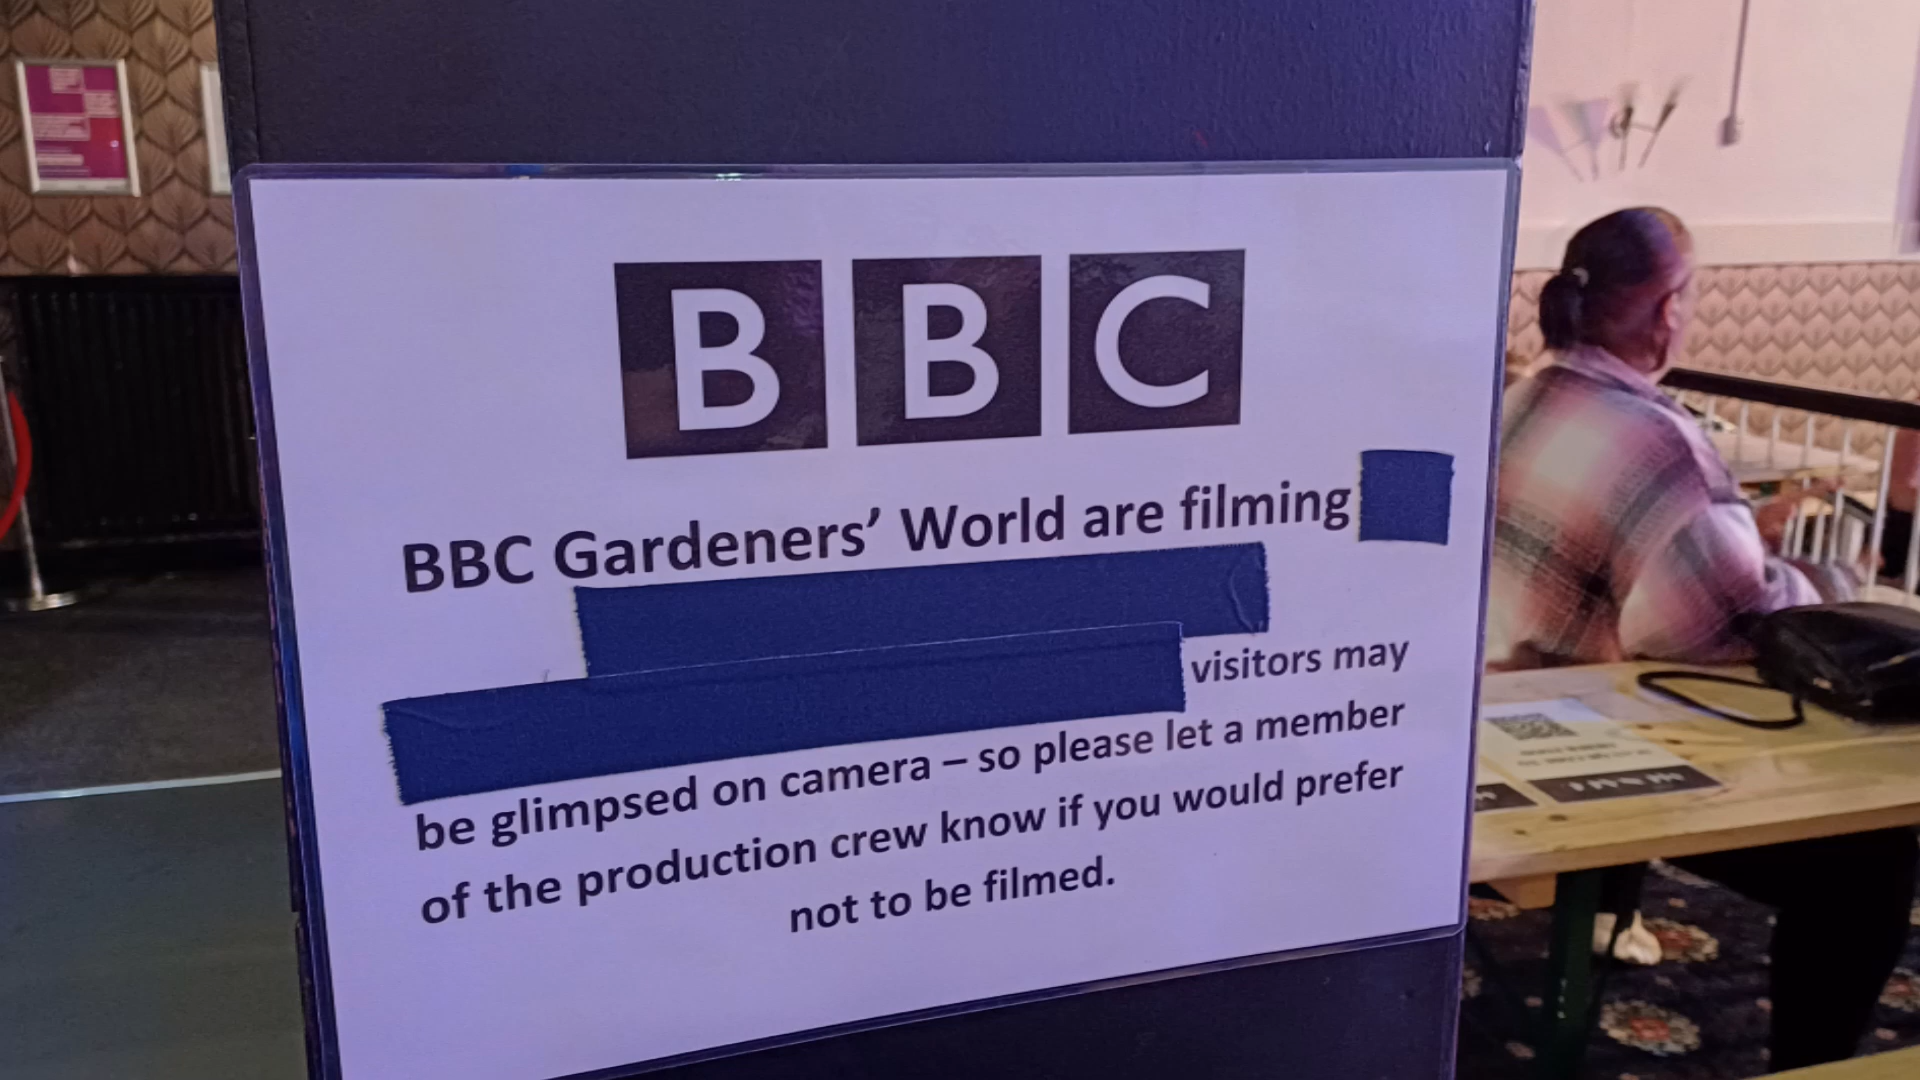 BBC
BBC Gardeners' World are filming
visitors may
be glimpsed on camera – so please let a member
of the production crew know if you would prefer
not to be filmed.